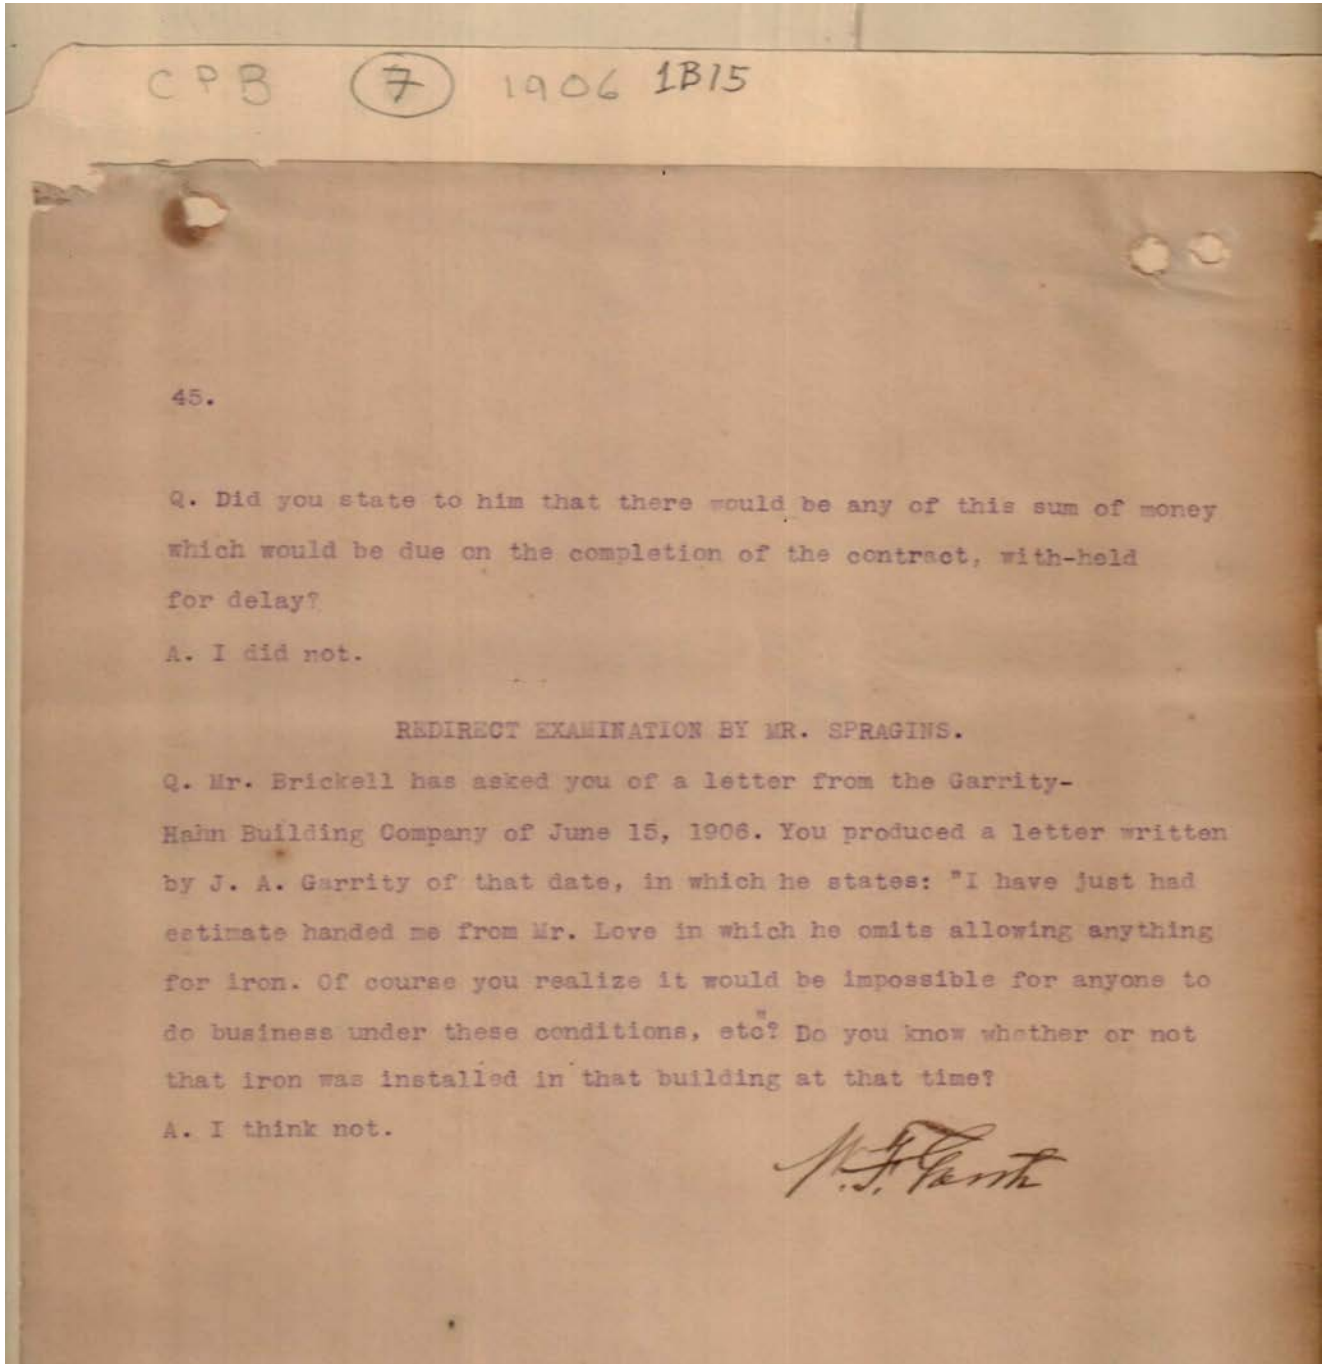 CPB 7 1906 1B15
45.
Q. Did you state to him that there would be any of this sum of money
which would be due on the completion of the contract, with-held
for delay?
A. I did not.
REDIRECT EXAMINATION BY MR. SPRAGINS.
Q. Mr. Brickell has asked you of a letter from the Garrity-
Hahn Building Company of June 15, 1906. You produced a letter written
by J. A. Garrity of that date, in which he states: "I have just had
estimate handed me from Mr. Love in which he omits allowing anything
for iron. Of course you realize it would be impossible for anyone to
do business under these conditions, etc"? Do you know whether or not
that iron was installed in that building at that time?
A. I think not.
W. F. Garth